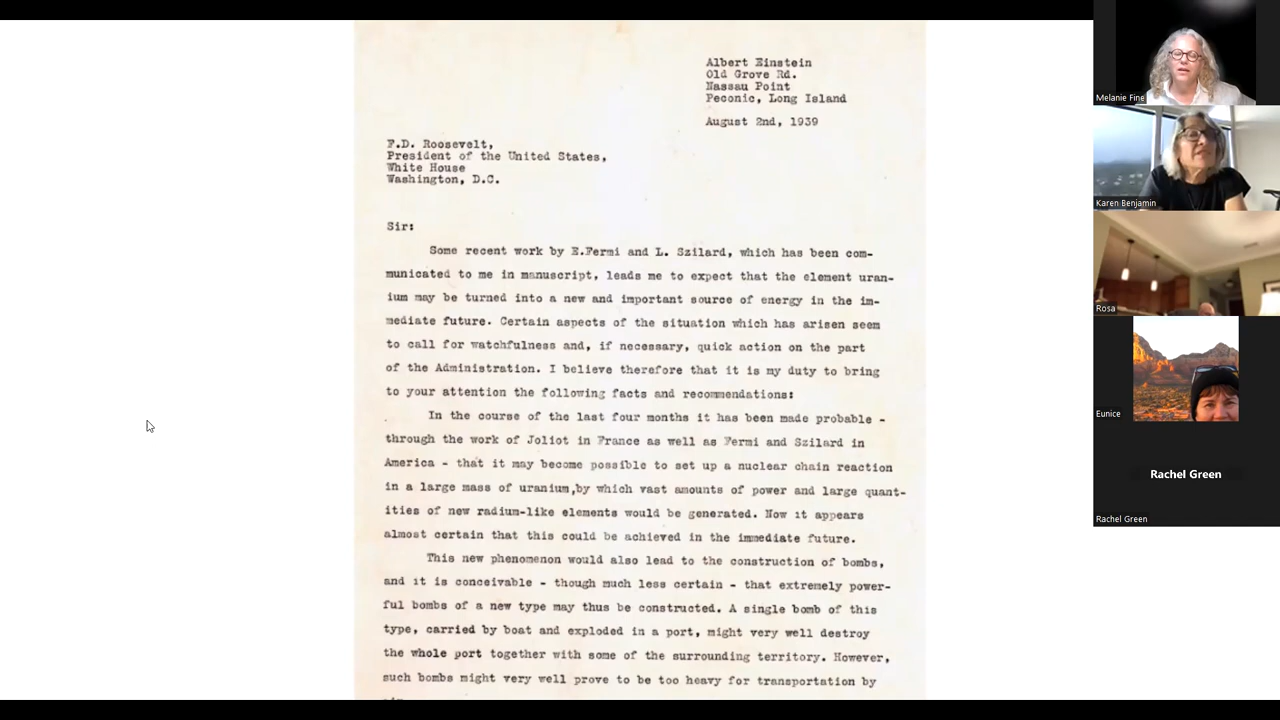 Albert Einstein
Old Grove Rd.
Nassau Point
Peconic, Long Island
August 2nd, 1939
F.D. Roosevelt,
President of the United States,
White House
Washington, D.C.
Sir:
Some recent work by E.Fermi and L. Szilard, which has been com-
municated to me in manuscript, leads me to expect that the element uran-
ium may be turned into a new and important source of energy in the im-
mediate future. Certain aspects of the situation which has arisen seem
to call for watchfulness and, if necessary, quick action on the part
of the Administration. I believe therefore that it is my duty to bring
to your attention the following facts and recommendations:
In the course of the last four months it has been made probable -
through the work of Joliot in France as well as Fermi and Szilard in
America - that it may become possible to set up a nuclear chain reaction
in a large mass of uranium,by which vast amounts of power and large quant-
ities of new radium-like elements would be generated. Now it appears
almost certain that this could be achieved in the immediate future.
This new phenomenon would also lead to the construction of bombs,
and it is conceivable - though much less certain - that extremely power-
ful bombs of a new type may thus be constructed. A single bomb of this
type, carried by boat and exploded in a port, might very well destroy
the whole port together with some of the surrounding territory. However,
such bombs might very well prove to be too heavy for transportation by
Melanie Fine
Karen Benjamin
Rosa
Eunice
Rachel Green
Rachel Green